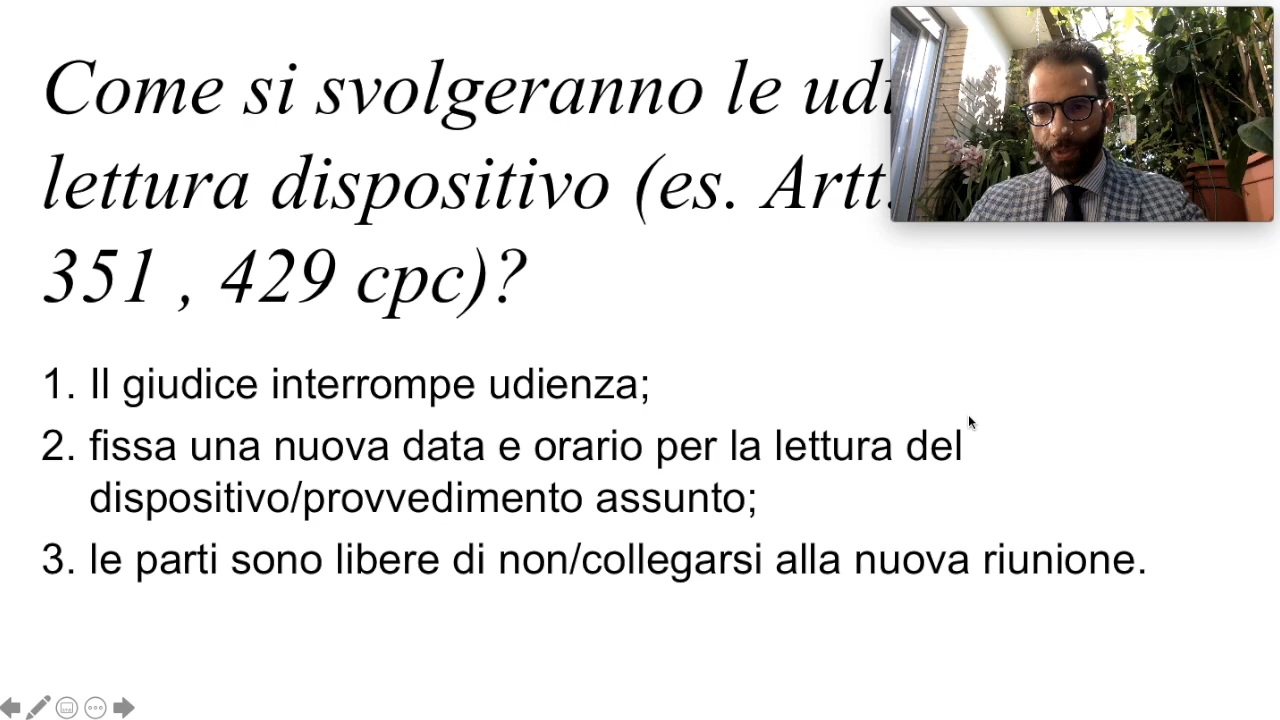 Come si svolgeranno le
lettura dispositivo (es. Artt.
351 , 429 cpc)?
1. Il giudice interrompe udienza;
2. fissa una nuova data e orario per la lettura del
dispositivo/provvedimento assunto;
3. le parti sono libere di non/collegarsi alla nuova riunione.